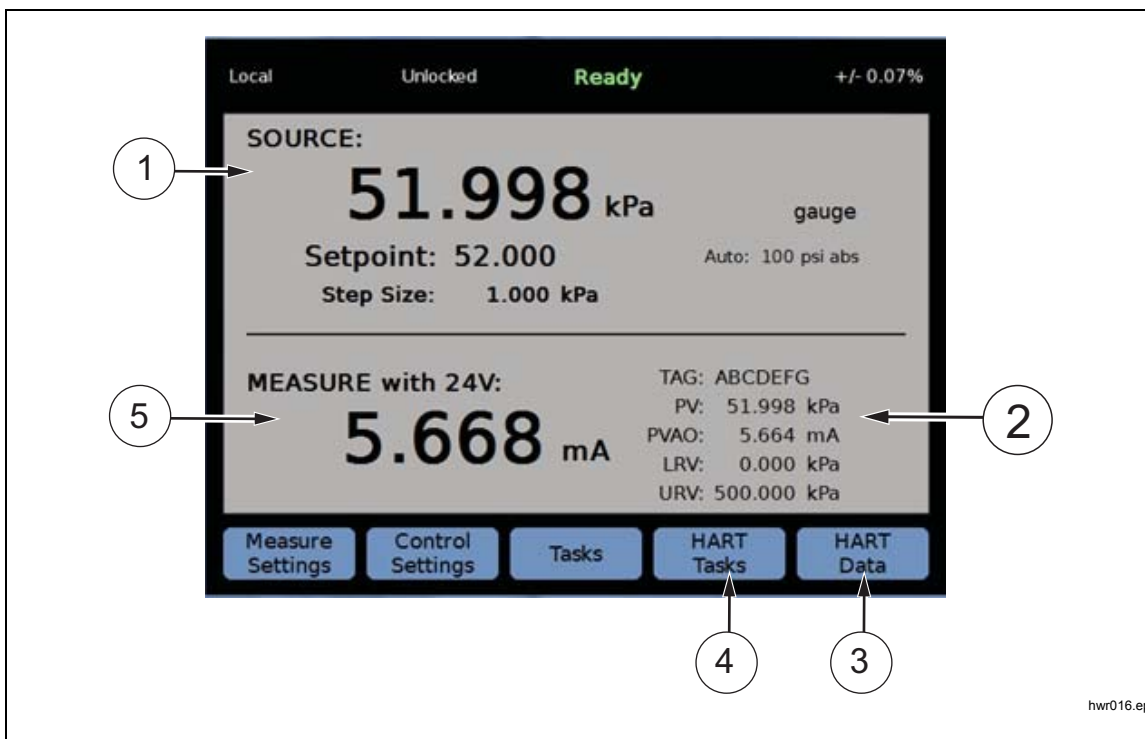 Local Unlocked Ready +/- 0.07%
SOURCE:
1
51.998 kPa gauge
Setpoint: 52.000 Auto: 100 psi abs
Step Size: 1.000 kPa
MEASURE with 24V: TAG: ABCDEFG
5 PV: 51.998 kPa 2
5.668 mA PVAO: 5.664 mA
LRV: 0.000 kPa
URV: 500.000 kPa
Measure Settings Control Settings Tasks HART Tasks HART Data
4 3
hwr016.ep